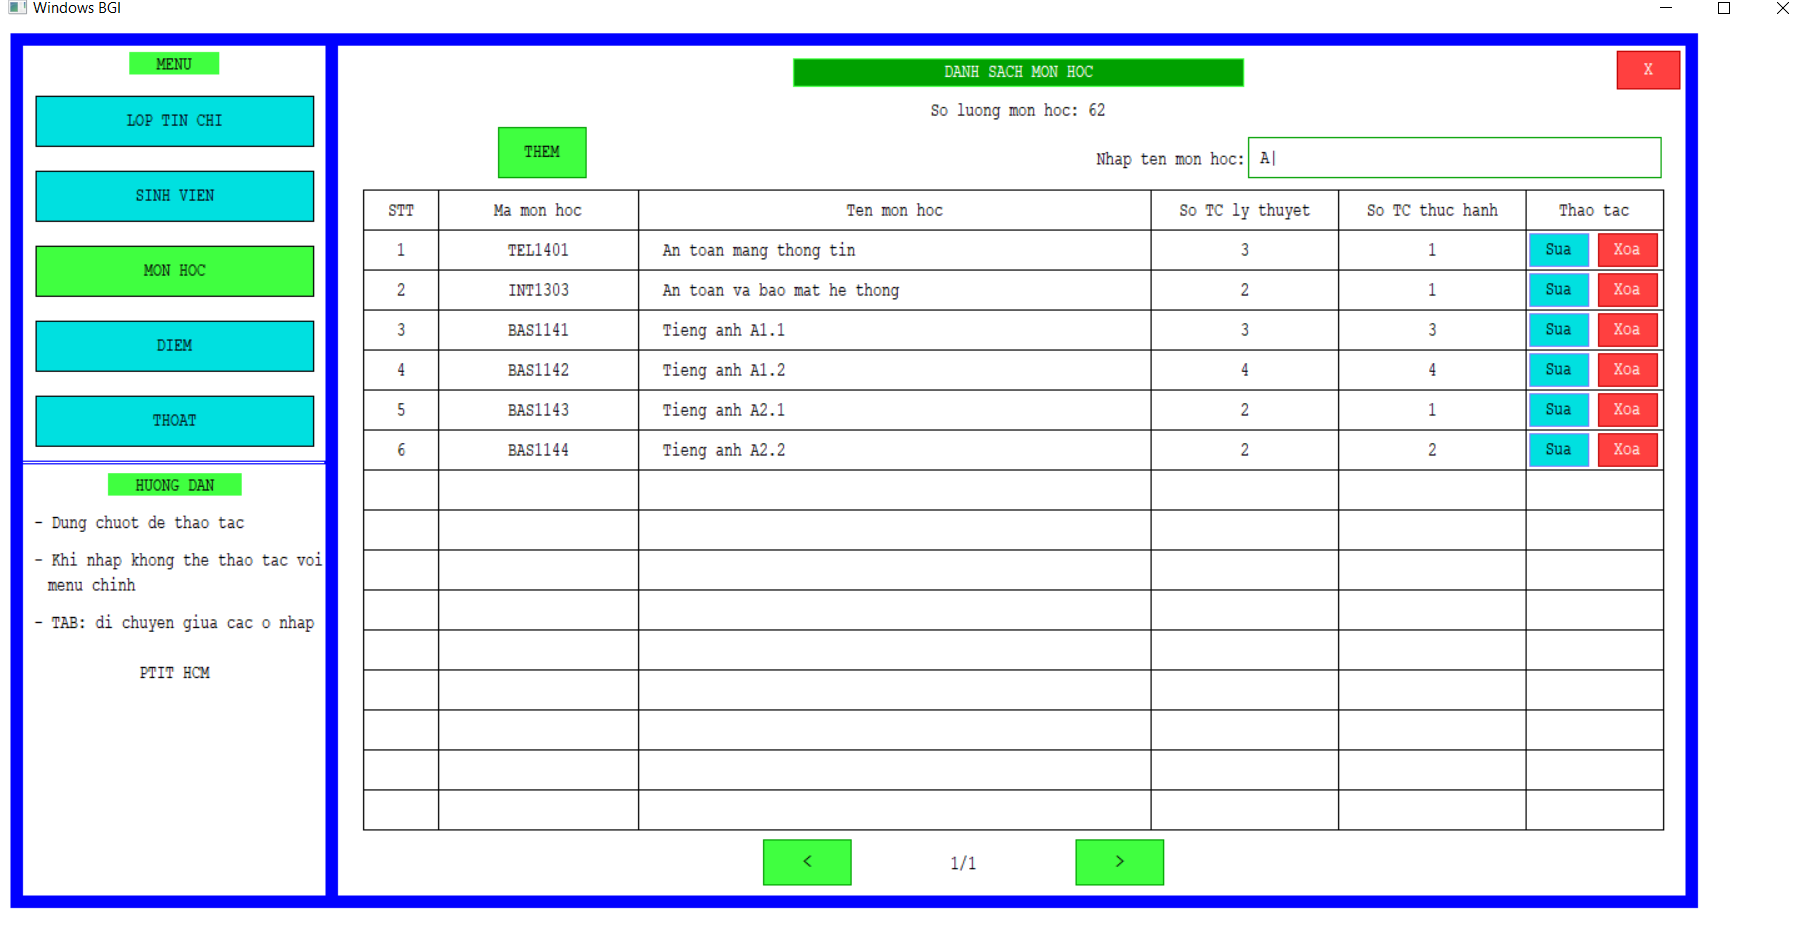 Windows BGI
MENU
LOP TIN CHI
SINH VIEN
MON HOC
DIEM
THOAT
HUONG DAN
- Dung chuot de thao tac
- Khi nhap khong the thao tac voi
menu chinh
- TAB: di chuyen giua cac o nhap
PTIT HCM
DANH SACH MON HOC
X
So luong mon hoc: 62
THEM
Nhap ten mon hoc: A|
STT Ma mon hoc Ten mon hoc So TC ly thuyet So TC thuc hanh Thao tac
1 TEL1401 An toan mang thong tin 3 1 Sua Xoa
2 INT1303 An toan va bao mat he thong 2 1 Sua Xoa
3 BAS1141 Tieng anh A1.1 3 3 Sua Xoa
4 BAS1142 Tieng anh A1.2 4 4 Sua Xoa
5 BAS1143 Tieng anh A2.1 2 1 Sua Xoa
6 BAS1144 Tieng anh A2.2 2 2 Sua Xoa
< 1/1 >